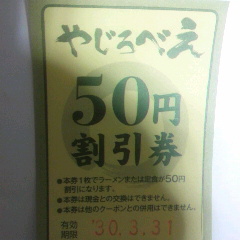 やじろべえ
50円
割引券
●本券1枚でラーメンまたは定食が50円
割引になります。
●本券は現金との交換はできません。
●本券は他のクーポンとの併用はできません。
有効
期限 '30.3.31